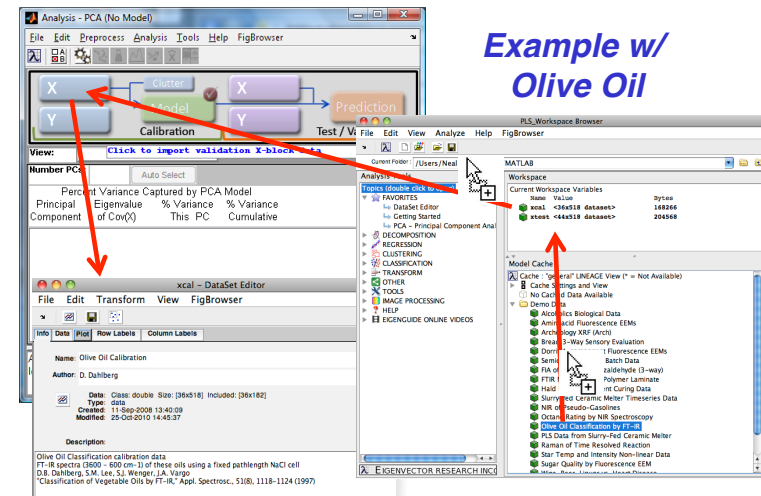 Example w/
Olive Oil
Analysis - PCA (No Model)
File Edit Preprocess Analysis Tools Help FigBrowser
X
Clutter
X
Model
Prediction
Y
Y
Calibration
Test / Va
View:
Click to import validation X-block data
Number PCs
Auto Select
Percent Variance Captured by PCA Model
Principal Eigenvalue % Variance % Variance
Component of Cov(X) This PC Cumulative
PLS_Workspace Browser
File Edit View Analyze Help FigBrowser
Current Folder: /Users/Neal
MATLAB
Analysis Tools
Topics (double click to
FAVORITES
DataSet Editor
Getting Started
PCA - Principal Component Anal
DECOMPOSITION
REGRESSION
CLUSTERING
CLASSIFICATION
TRANSFORM
OTHER
TOOLS
IMAGE PROCESSING
HELP
EIGENGUIDE ONLINE VIDEOS
EIGENVECTOR RESEARCH INC
Workspace
Current Workspace Variables
Name Value Bytes
xcal <36x518 dataset> 168266
xtest <44x518 dataset> 204568
Model Cache
Cache : "general" LINEAGE View (* = Not Available)
Cache Settings and View
No Cached Data Available
Demo Data
Alcoholics Biological Data
Aminoacid Fluorescence EEMs
Archeology XRF (Arch)
Bread 3-Way Sensory Evaluation
Dorr t Fluorescence EEMs
Semic Batch Data
FIA of zaldehyde (3-way)
FTIR Polymer Laminate
Hald ent Curing Data
Slurry-Fed Ceramic Melter Timeseries Data
NIR of Pseudo-Gasolines
Octane Rating by NIR Spectroscopy
Olive Oil Classification by FT-IR
PLS Data from Slurry-Fed Ceramic Melter
Raman of Time Resolved Reaction
Star Temp and Intensity Non-linear Data
Sugar Quality by Fluorescence EEM
xcal - DataSet Editor
File Edit Transform View FigBrowser
Info Data Plot Row Labels Column Labels
Name: Olive Oil Calibration
Author: D. Dahlberg
Data: Class: double Size: [36x518] Included: [36x182]
Type: data
Created: 11-Sep-2008 13:40:09
Modified: 25-Oct-2010 14:45:37
Description:
Olive Oil Classification calibration data
FT-IR spectra (3600 - 600 cm-1) of these oils using a fixed pathlength NaCl cell
D.B. Dahlberg, S.M. Lee, S.J. Wenger, J.A. Vargo
"Classification of Vegetable Oils by FT-IR," Appl. Spectrosc., 51(8), 1118-1124 (1997)